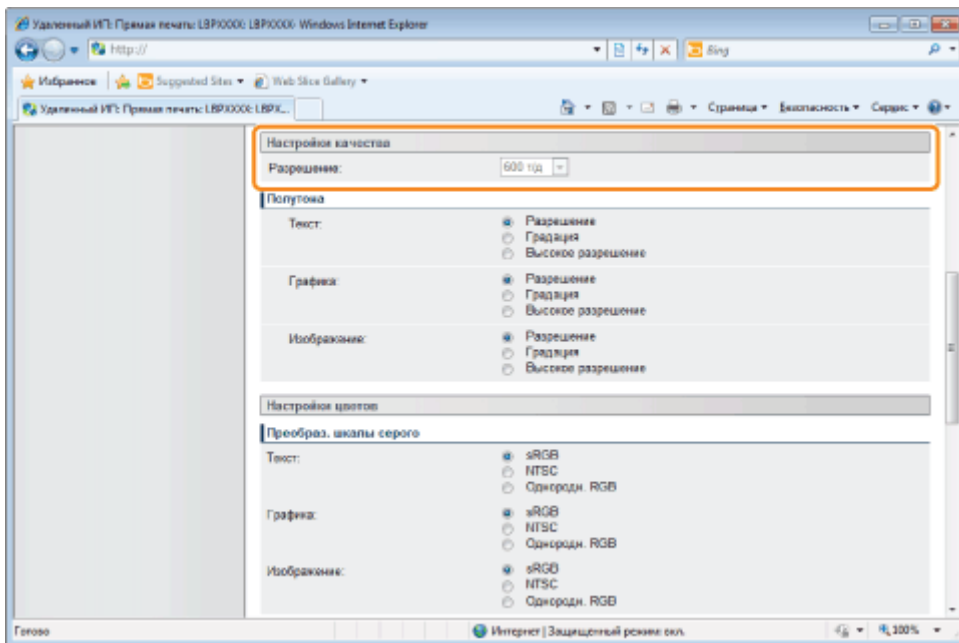 Удаленный ИП: Прямая печать: LBPXXXX: LBPXXXX- Windows Internet Explorer
Http://
Bing
Избранное Suggested Sites Web Slice Gallery
Удаленный ИП: Прямая печать: LBPXXXX: LBPX... Страница Безопасность Сервис
Настройки качества
Разрешение: 600 т/д
Полутона
Текст: Разрешение
Градация
Высокое разрешение
Графика: Разрешение
Градация
Высокое разрешение
Изображение: Разрешение
Градация
Высокое разрешение
Настройки цветов
Преобраз. шкалы серого
Текст: sRGB
NTSC
Однородн. RGB
Графика: sRGB
NTSC
Однородн. RGB
Изображение: sRGB
NTSC
Однородн. RGB
Готово Интернет | Защищенный режим: вкл. 100%